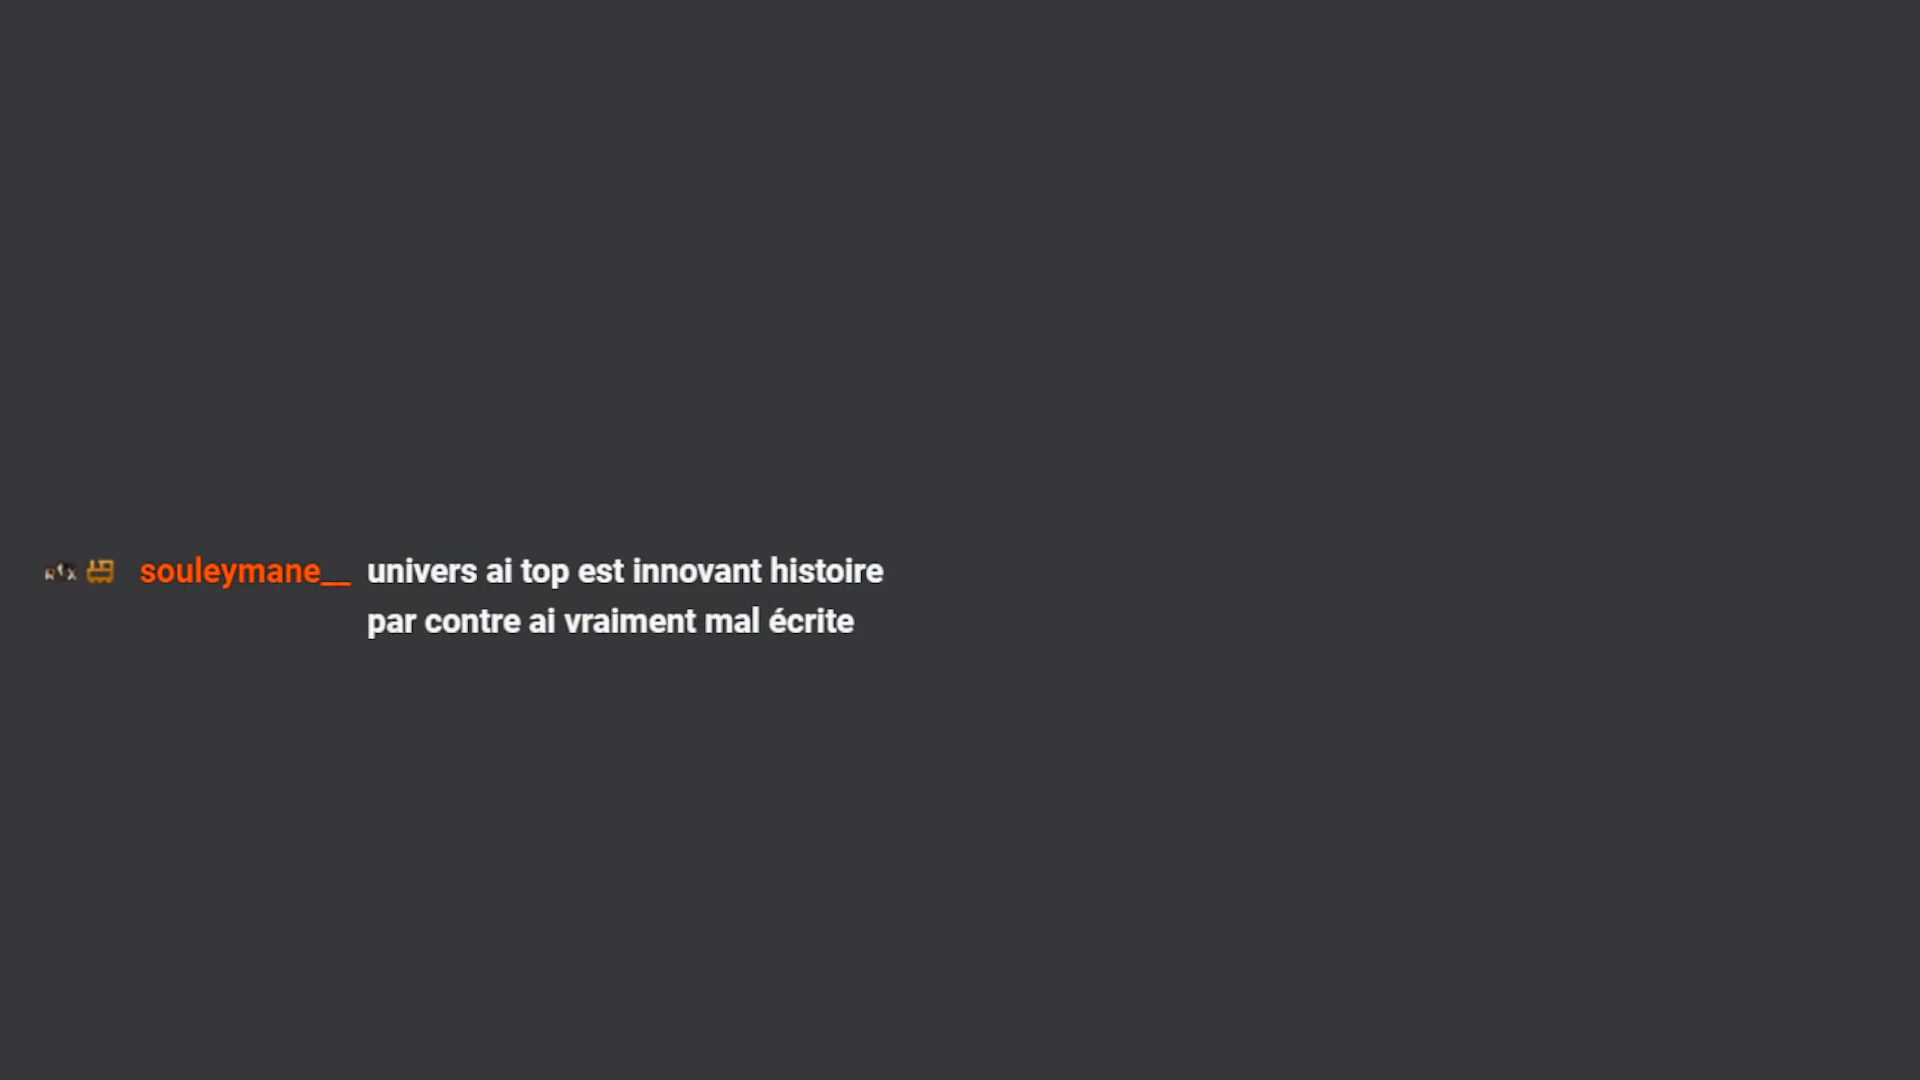 souleymane__ univers ai top est innovant histoire
par contre ai vraiment mal écrite